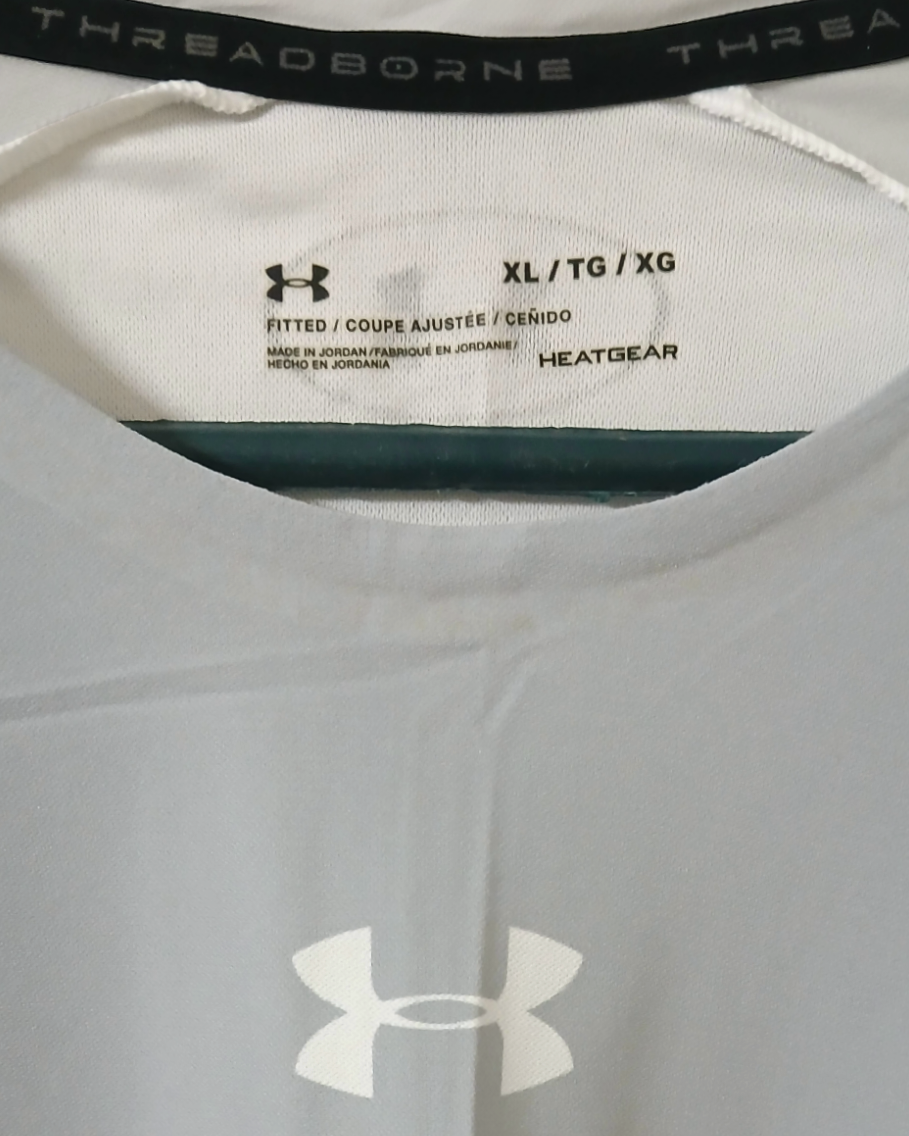 THREADBORNE THREA
XL / TG / XG
FITTED / COUPE AJUSTÉE / CEÑIDO
MADE IN JORDAN / FABRIQUÉ EN JORDANIE /
HECHO EN JORDANIA
HEATGEAR